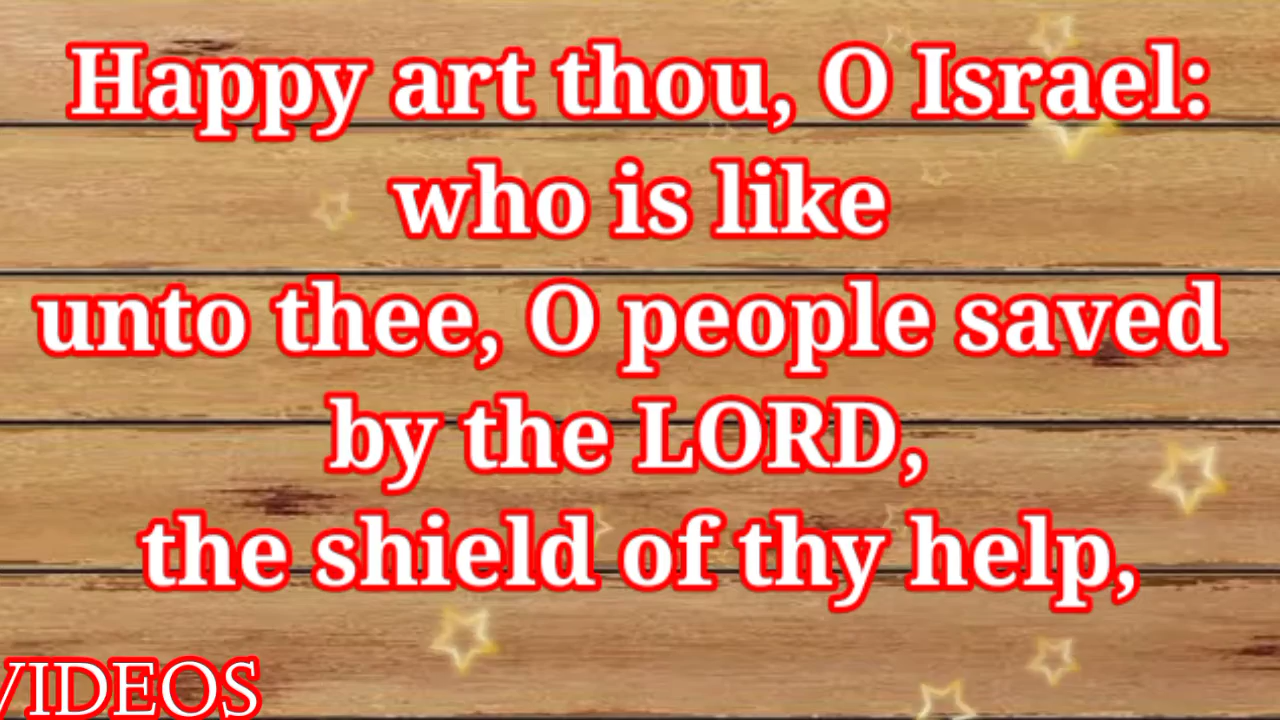 Happy art thou, O Israel:
who is like
unto thee, O people saved
by the LORD,
the shield of thy help,
VIDEOS